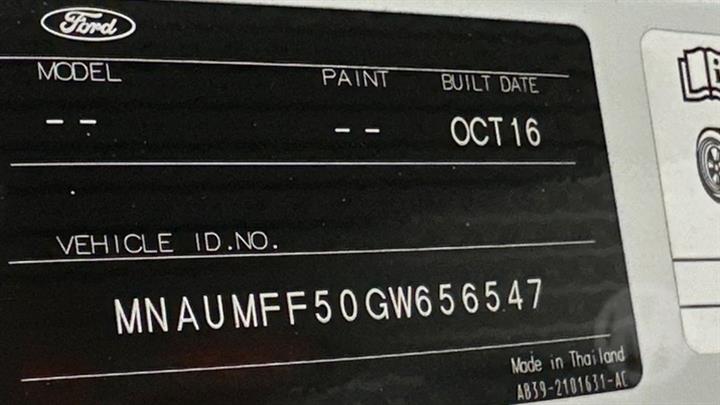 Ford
MODEL PAINT BUILT DATE
-- -- OCT16
VEHICLE ID.NO.
MNAUMFF50GW656547
Made in Thailand
AB39-2101631-AC